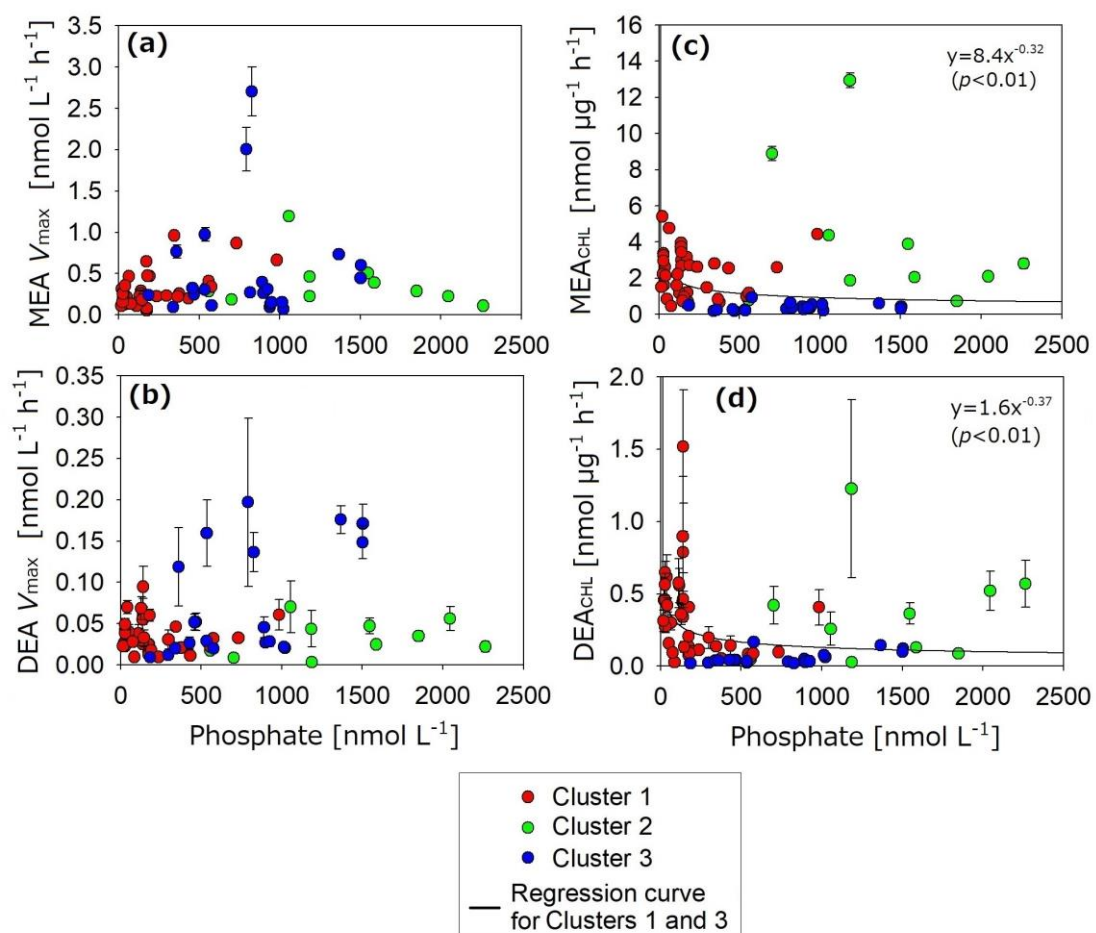 (a)
MEA Vmax [nmol L⁻¹ h⁻¹]
3.5
3.0
2.5
2.0
1.5
1.0
0.5
0.0
0 500 1000 1500 2000 2500
(c)
y=8.4x⁻⁰·³²
(p<0.01)
MEACHL [nmol µg⁻¹ h⁻¹]
16
14
12
10
8
6
4
2
0
0 500 1000 1500 2000 2500
(b)
DEA Vmax [nmol L⁻¹ h⁻¹]
0.35
0.30
0.25
0.20
0.15
0.10
0.05
0.00
0 500 1000 1500 2000 2500
Phosphate [nmol L⁻¹]
(d)
y=1.6x⁻⁰·³⁷
(p<0.01)
DEACHL [nmol µg⁻¹ h⁻¹]
2.0
1.5
1.0
0.5
0.0
0 500 1000 1500 2000 2500
Phosphate [nmol L⁻¹]
Cluster 1
Cluster 2
Cluster 3
Regression curve
for Clusters 1 and 3